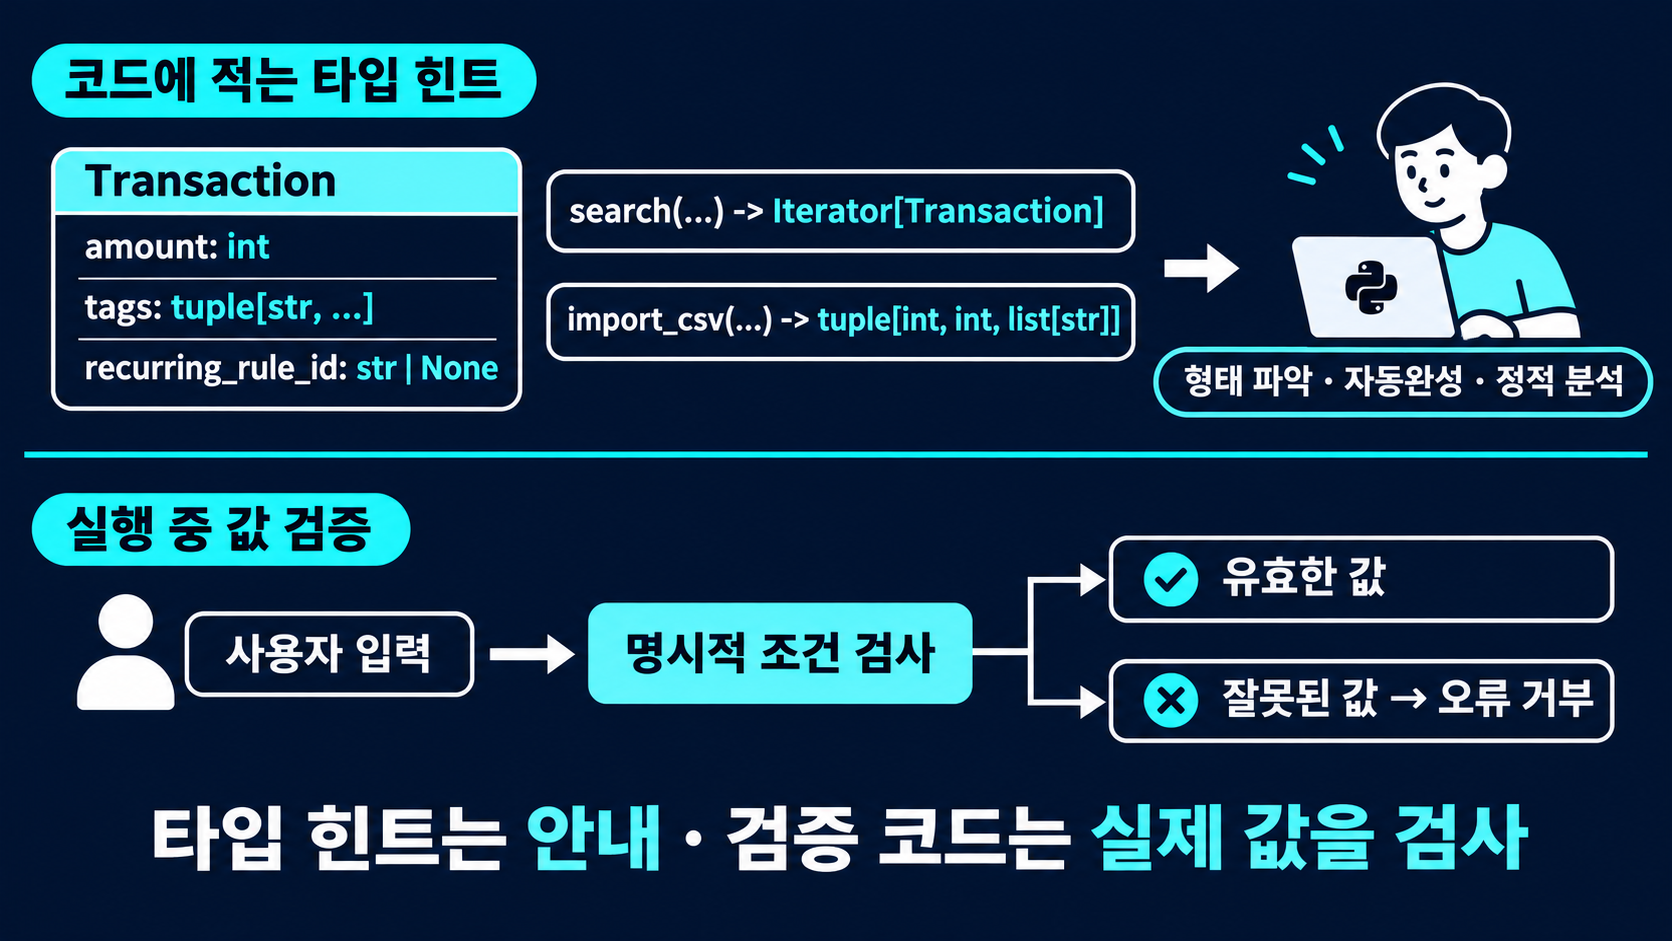 코드에 적는 타입 힌트
Transaction
amount: int
tags: tuple[str, ...]
recurring_rule_id: str | None
search(...) -> Iterator[Transaction]
import_csv(...) -> tuple[int, int, list[str]]
형태 파악 · 자동완성 · 정적 분석
실행 중 값 검증
사용자 입력
명시적 조건 검사
유효한 값
잘못된 값 → 오류 거부
타입 힌트는 안내 · 검증 코드는 실제 값을 검사